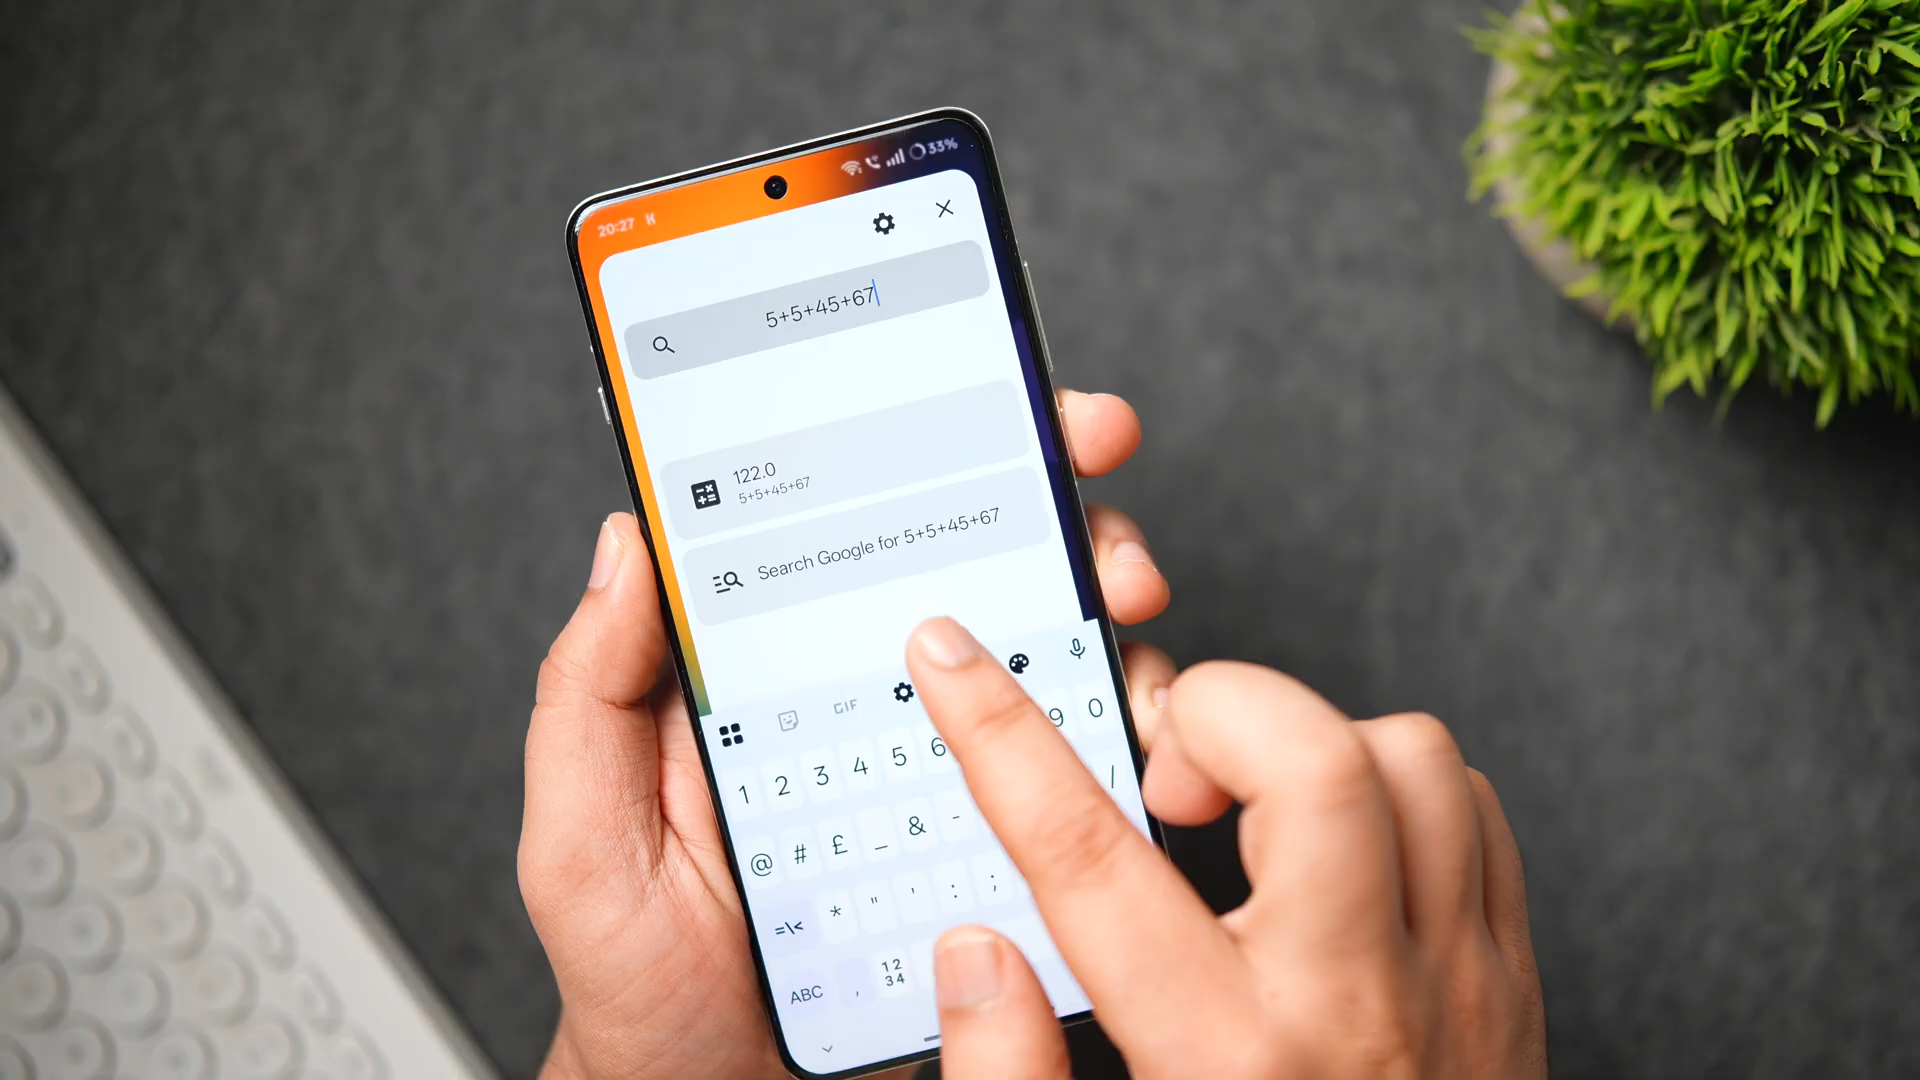 20:27
33%
5+5+45+67
122.0
5+5+45+67
Search Google for 5+5+45+67
GIF
1 2 3 4 5 6 9 0
@ # £ _ & - /
=\< * " ' : ;
ABC , 12
34